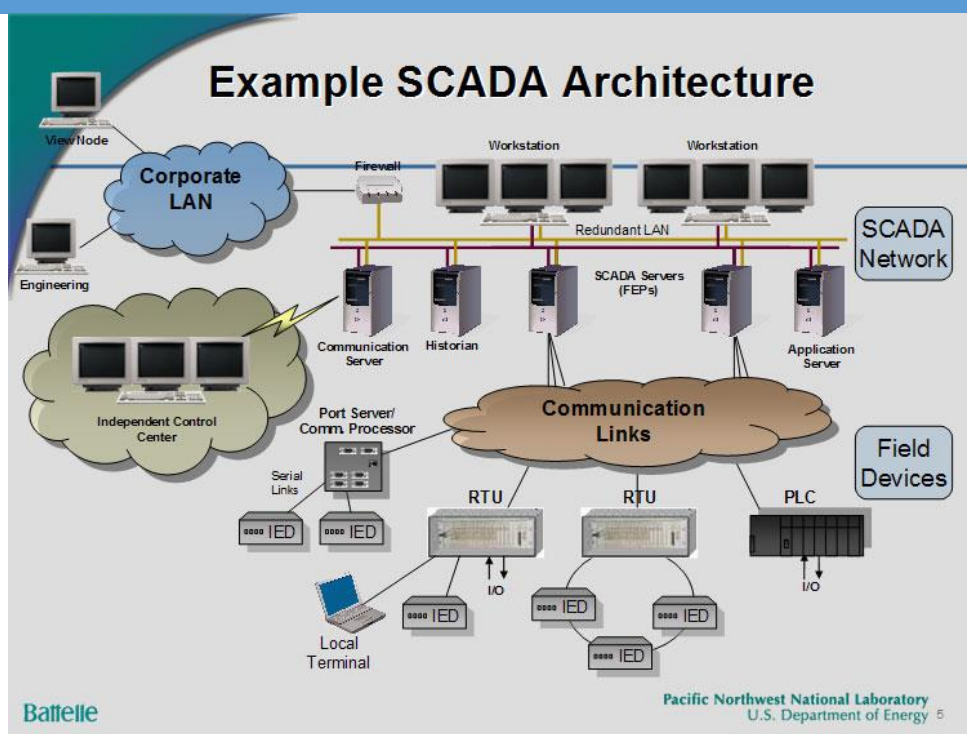 Example SCADA Architecture
View Node
Corporate
LAN
Firewall
Workstation
Workstation
Redundant LAN
SCADA
Network
Engineering
SCADA Servers
(FEPs)
Communication
Server
Historian
Application
Server
Independent Control
Center
Port Server/
Comm. Processor
Communication
Links
Field
Devices
Serial
Links
RTU
RTU
PLC
IED
IED
I/O
I/O
IED
IED
IED
IED
Local
Terminal
Battelle
Pacific Northwest National Laboratory
U.S. Department of Energy 5